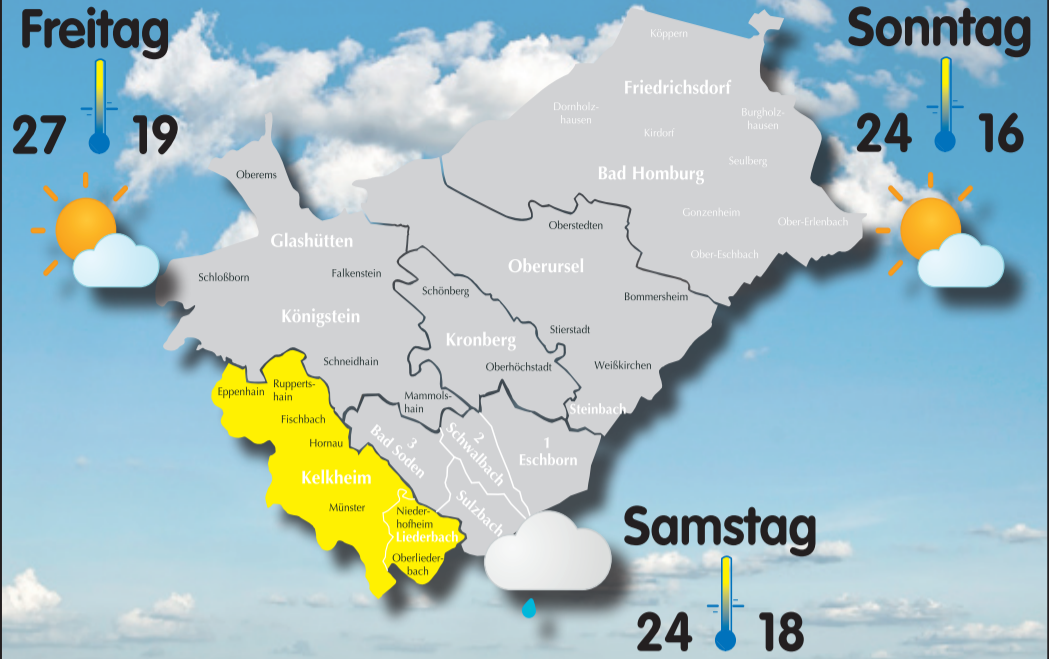 Freitag
27 19
Sonntag
24 16
Köppern
Friedrichsdorf
Dornholz-
hausen
Burgholz-
hausen
Kirdorf
Seulberg
Bad Homburg
Gonzenheim
Ober-Erlenbach
Ober-Eschbach
Oberems
Oberstedten
Glashütten
Oberursel
Schloßborn
Falkenstein
Schönberg
Bommersheim
Königstein
Stierstadt
Kronberg
Schneidhain
Oberhöchstadt
Weißkirchen
Eppenhain
Rupperts-
hain
Mammols-
hain
Steinbach
Fischbach
Hornau
3
Bad Soden
2
Schwalbach
1
Eschborn
Kelkheim
Münster
Sulzbach
Nieder-
hofheim
Liederbach
Oberlieder-
bach
Samstag
24 18